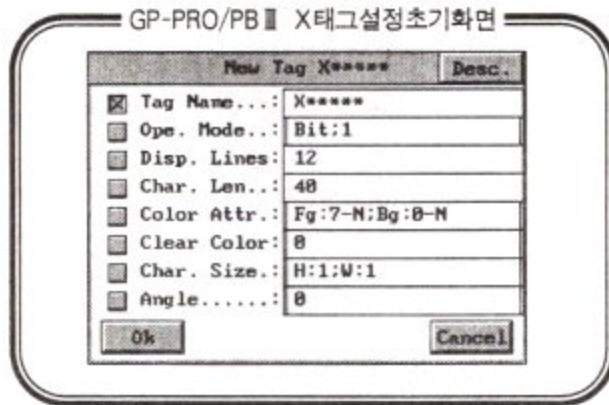 GP-PRO/PBⅢ X태그설정초기화면
New Tag X***** Desc.
Tag Name...: X*****
Ope. Mode..: Bit;1
Disp. Lines: 12
Char. Len..: 40
Color Attr.: Fg:7-N;Bg:0-N
Clear Color: 0
Char. Size.: H:1;W:1
Angle......: 0
Ok Cancel